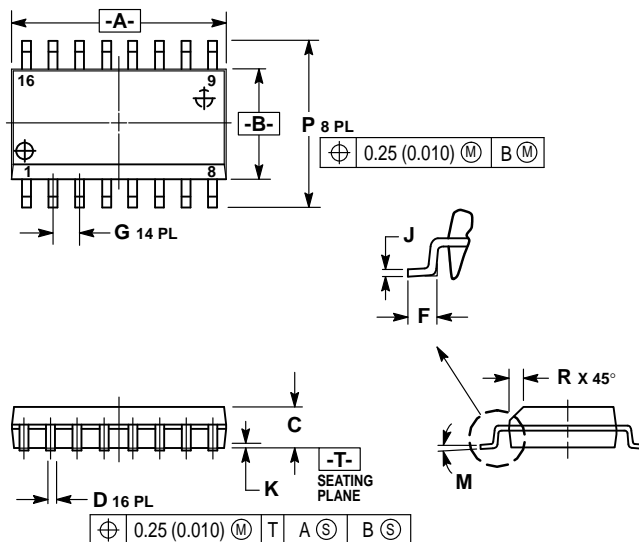 -A-
16 9
-B-
P 8 PL
⌖ 0.25 (0.010) Ⓜ B Ⓜ
1 8
G 14 PL
J
F
R X 45°
C
-T-
SEATING
PLANE
K
M
D 16 PL
⌖ 0.25 (0.010) Ⓜ T A Ⓢ B Ⓢ